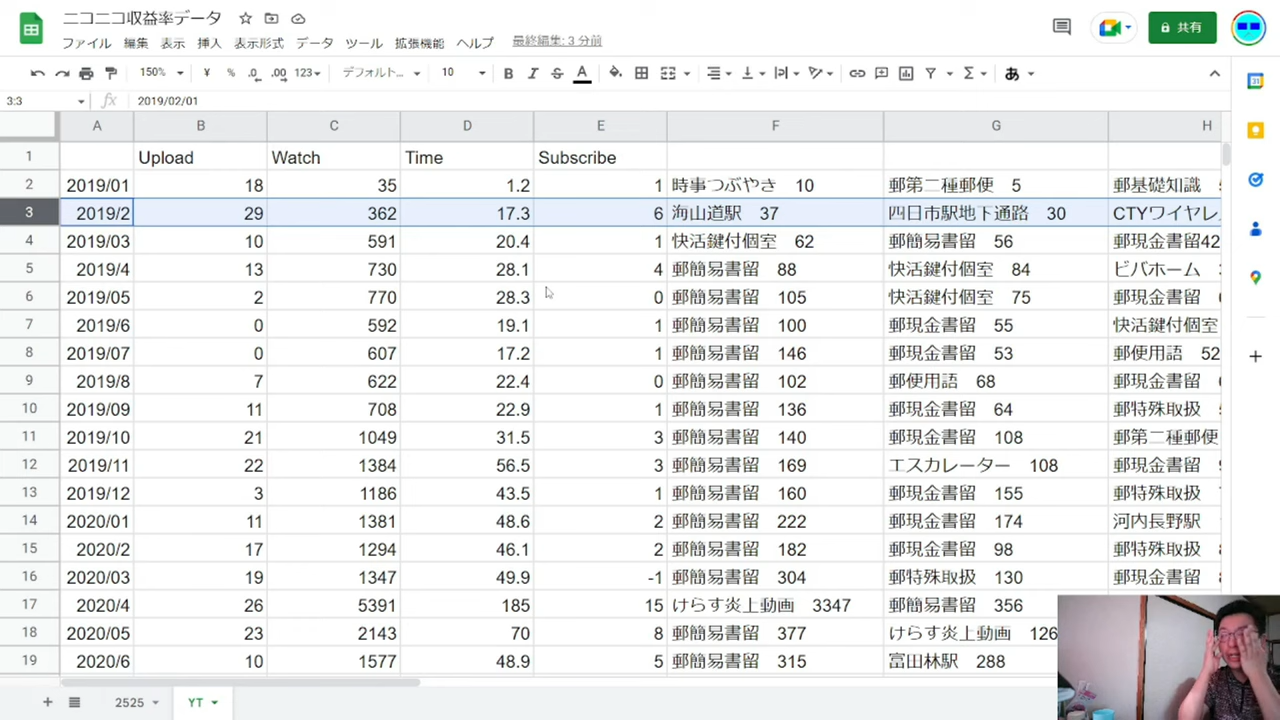 ニコニコ収益率データ
ファイル 編集 表示 挿入 表示形式 データ ツール 拡張機能 ヘルプ 最終編集: 3 分前
共有
150% ¥ % .0 .00 123 デフォルト... 10 B I S A あ
3:3 fx 2019/02/01
A B C D E F G H
1 Upload Watch Time Subscribe
2 2019/01 18 35 1.2 1 時事つぶやき 10 郵第二種郵便 5 郵基礎知識
3 2019/2 29 362 17.3 6 海山道駅 37 四日市駅地下通路 30 CTYワイヤレ
4 2019/03 10 591 20.4 1 快活鍵付個室 62 郵簡易書留 56 郵現金書留42
5 2019/4 13 730 28.1 4 郵簡易書留 88 快活鍵付個室 84 ビバホーム
6 2019/05 2 770 28.3 0 郵簡易書留 105 快活鍵付個室 75 郵現金書留
7 2019/6 0 592 19.1 1 郵簡易書留 100 郵現金書留 55 快活鍵付個室
8 2019/07 0 607 17.2 1 郵簡易書留 146 郵現金書留 53 郵便用語 52
9 2019/8 7 622 22.4 0 郵簡易書留 102 郵便用語 68 郵現金書留
10 2019/09 11 708 22.9 1 郵簡易書留 136 郵現金書留 64 郵特殊取扱
11 2019/10 21 1049 31.5 3 郵簡易書留 140 郵現金書留 108 郵第二種郵便
12 2019/11 22 1384 56.5 3 郵簡易書留 169 エスカレーター 108 郵現金書留
13 2019/12 3 1186 43.5 1 郵簡易書留 160 郵現金書留 155 郵特殊取扱
14 2020/01 11 1381 48.6 2 郵簡易書留 222 郵現金書留 174 河内長野駅
15 2020/2 17 1294 46.1 2 郵簡易書留 182 郵現金書留 98 郵特殊取扱
16 2020/03 19 1347 49.9 -1 郵簡易書留 304 郵特殊取扱 130 郵現金書留
17 2020/4 26 5391 185 15 けらす炎上動画 3347 郵簡易書留 356
18 2020/05 23 2143 70 8 郵簡易書留 377 けらす炎上動画 126
19 2020/6 10 1577 48.9 5 郵簡易書留 315 富田林駅 288
2525 YT